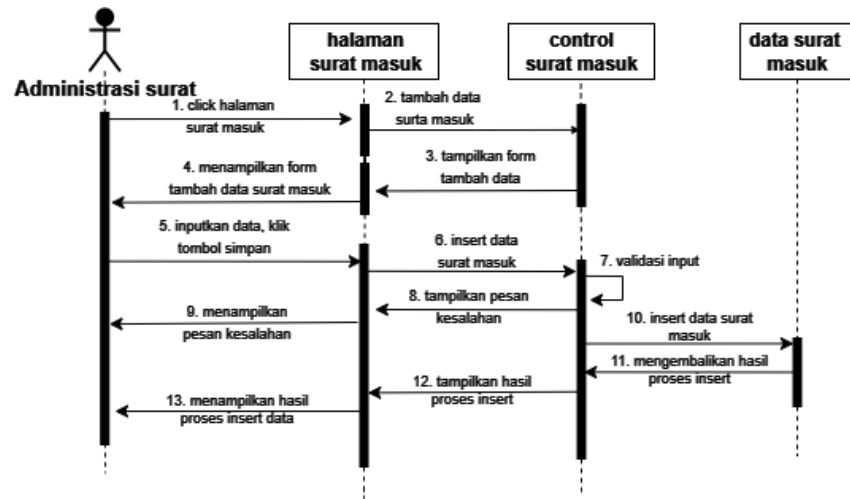 halaman
surat masuk
control
surat masuk
data surat
masuk
Administrasi surat
1. click halaman
surat masuk
2. tambah data
surta masuk
3. tampilkan form
tambah data
4. menampilkan form
tambah data surat masuk
5. inputkan data, klik
tombol simpan
6. insert data
surat masuk
7. validasi input
8. tampilkan pesan
kesalahan
9. menampilkan
pesan kesalahan
10. insert data surat
masuk
11. mengembalikan hasil
proses insert
12. tampilkan hasil
proses insert
13. menampilkan hasil
proses insert data